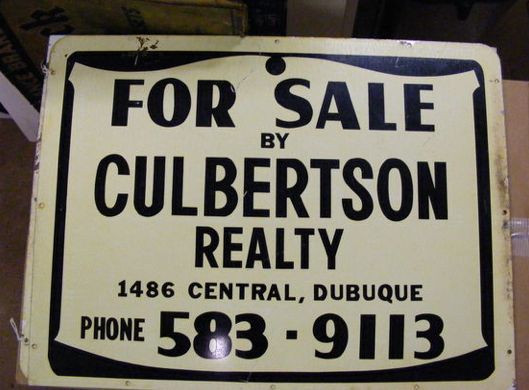 FOR SALE
BY
CULBERTSON
REALTY
1486 CENTRAL, DUBUQUE
PHONE 583-9113